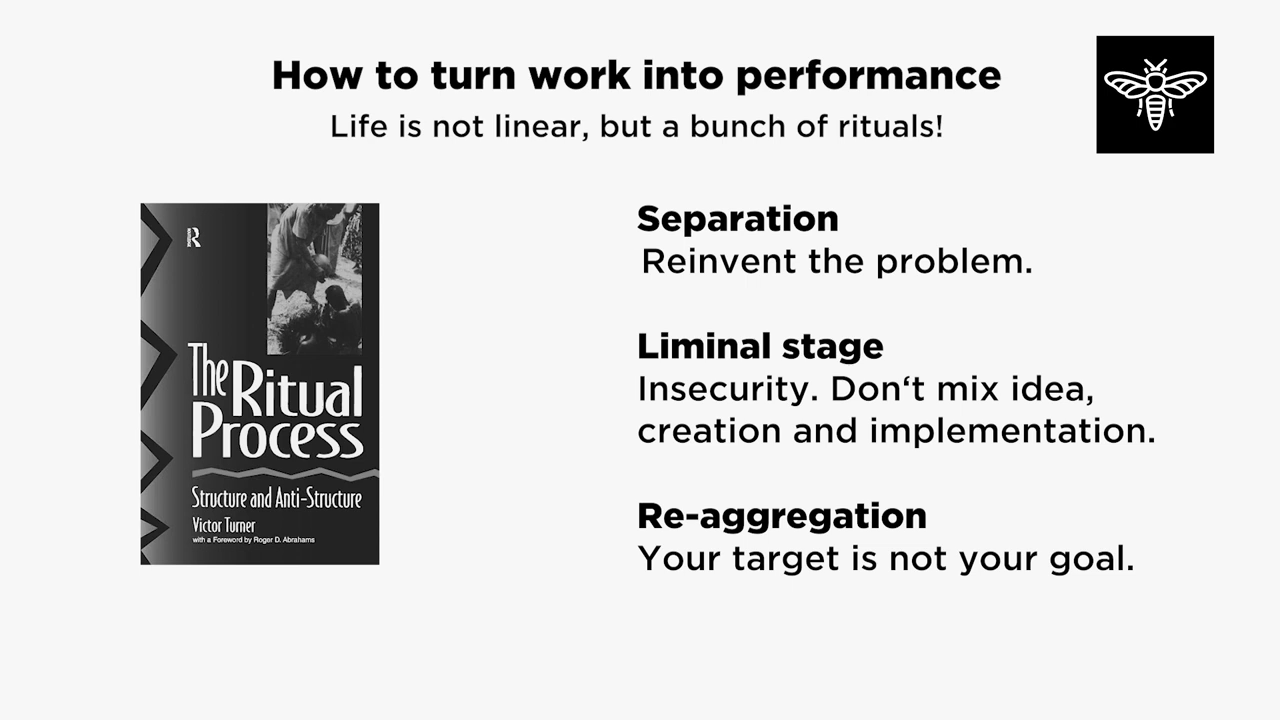 How to turn work into performance
Life is not linear, but a bunch of rituals!
R
The Ritual
Process
Structure and Anti-Structure
Victor Turner
with a Foreword by Roger D. Abrahams
Separation
Reinvent the problem.
Liminal stage
Insecurity. Don‘t mix idea,
creation and implementation.
Re-aggregation
Your target is not your goal.